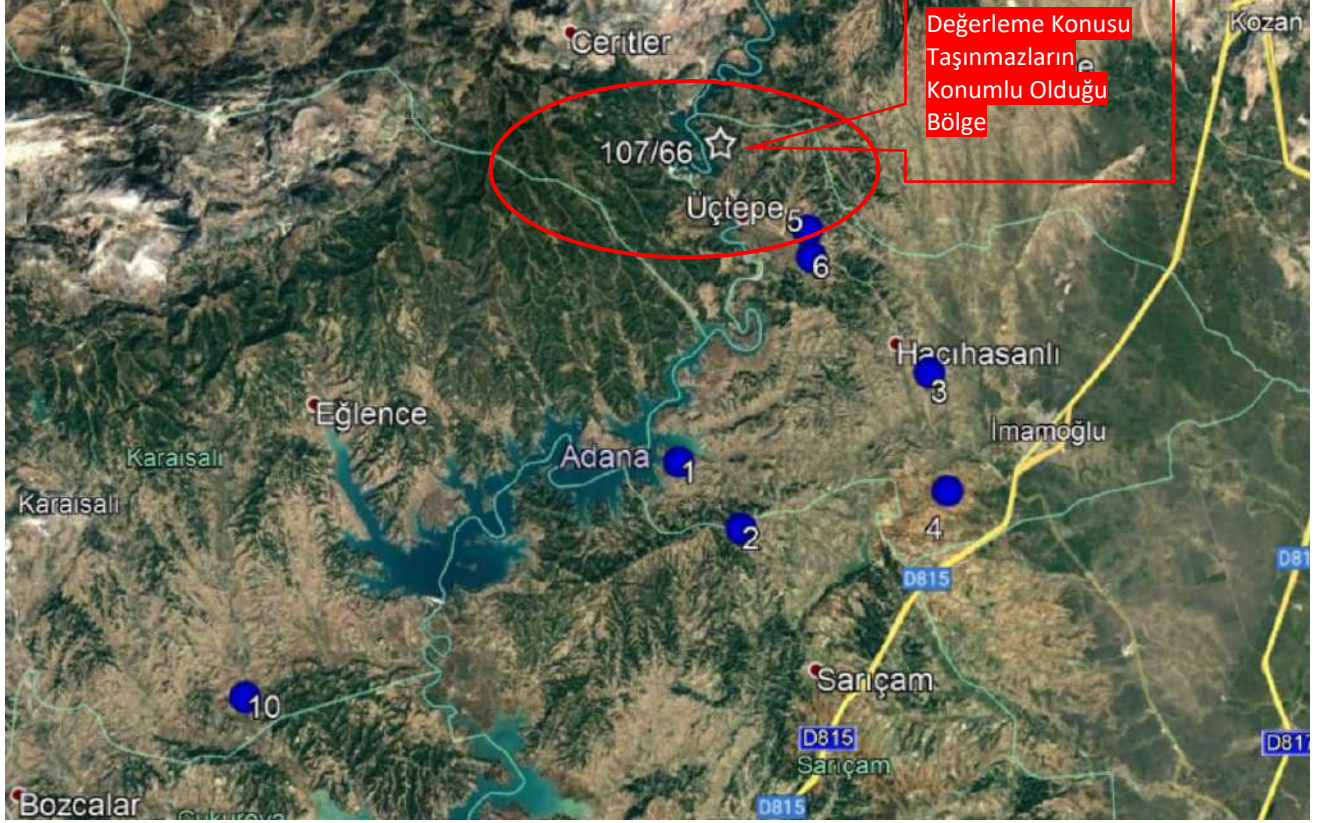 Değerleme Konusu
Taşınmazların
Konumlu Olduğu
Bölge
e
Kozan
Ceritler
107/66
Üçtepe
5
6
Hacıhasanlı
3
Eğlence
İmamoğlu
Karaisalı
Adana
1
Karaisalı
2
4
D815
D81
Sarıçam
10
D815
D817
Sarıçam
Bozcalar
D815
Çukurova